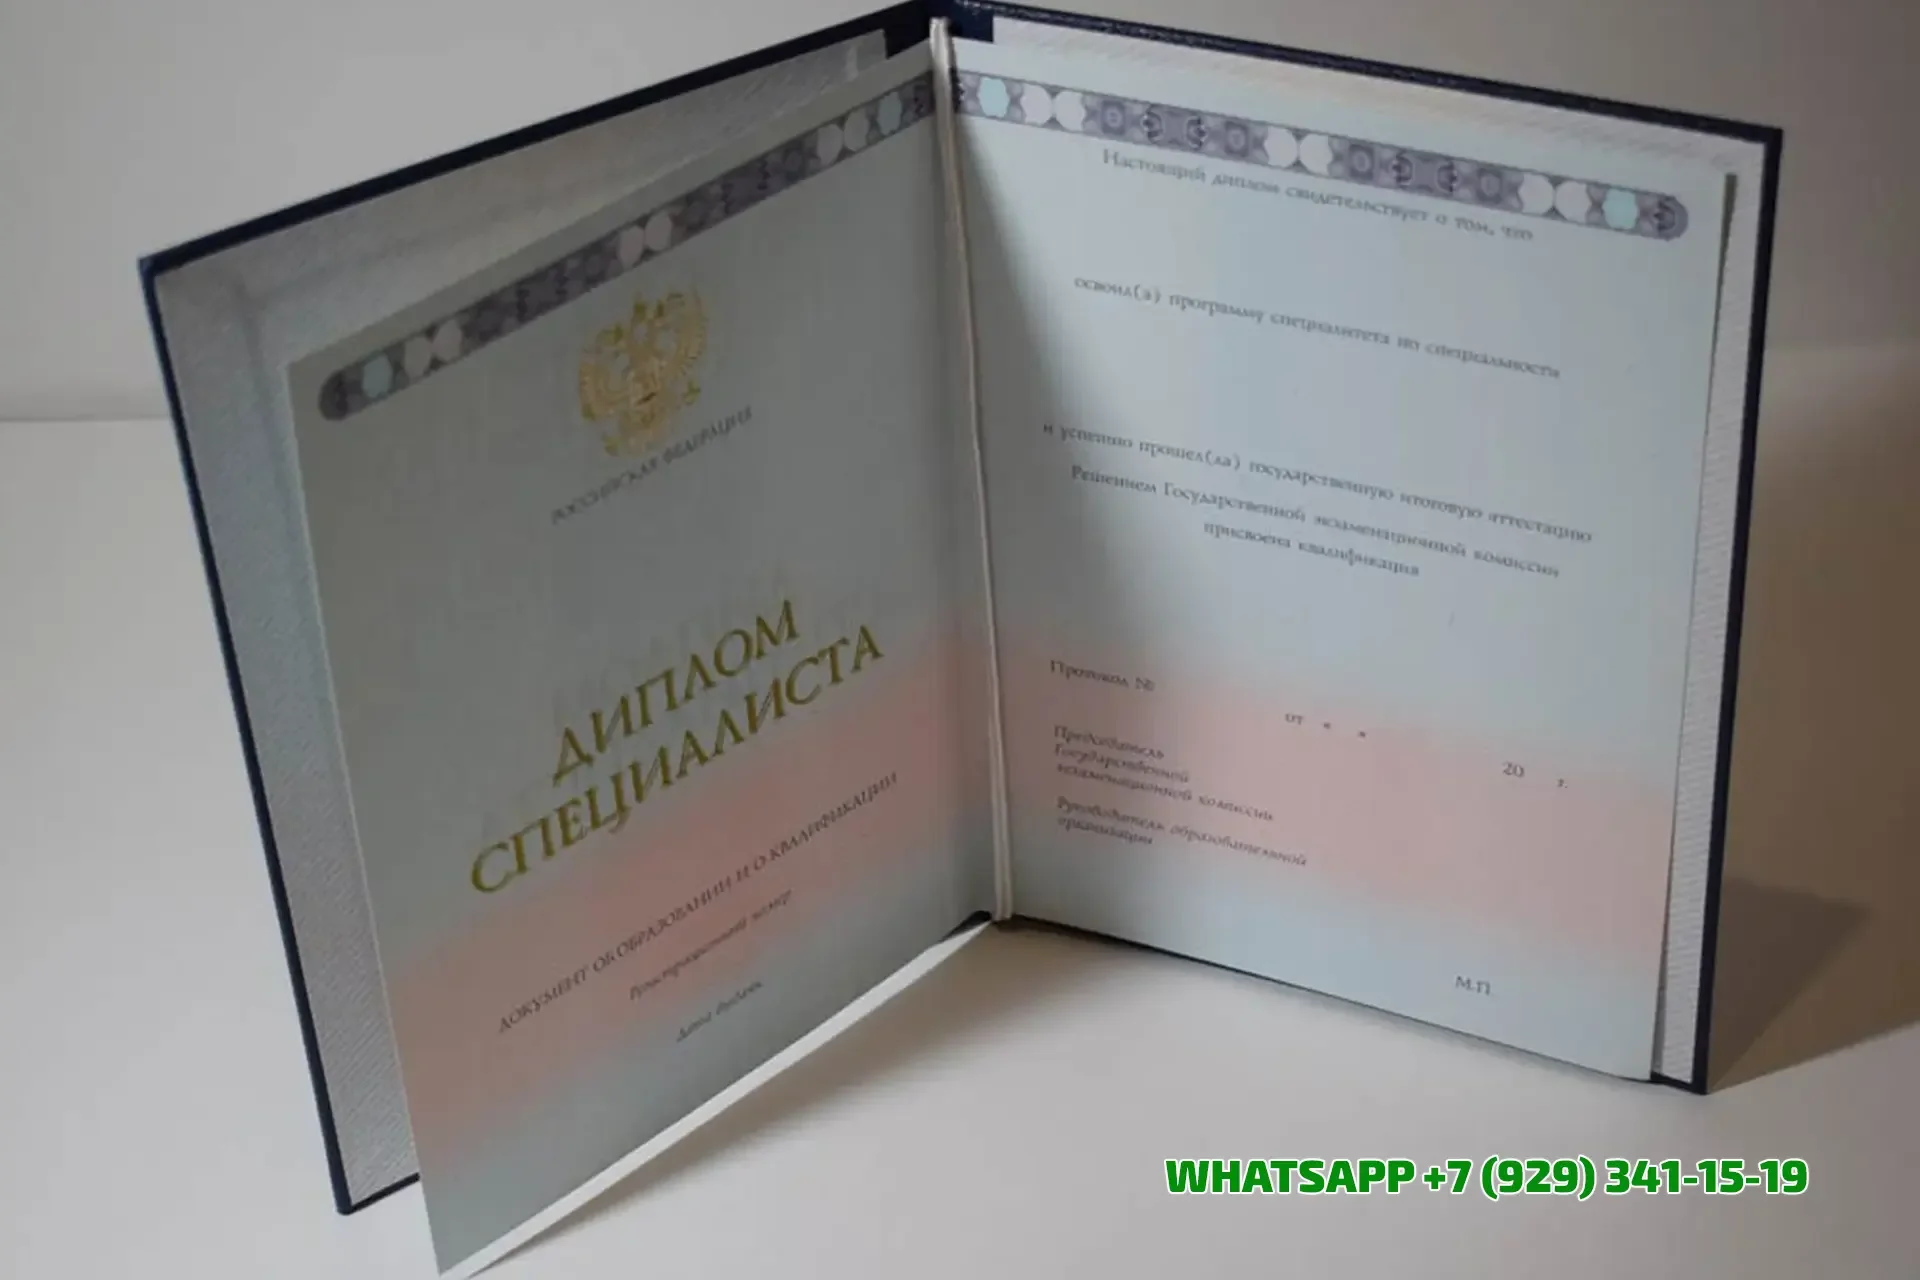 РОССИЙСКАЯ ФЕДЕРАЦИЯ
ДИПЛОМ
СПЕЦИАЛИСТА
ДОКУМЕНТ ОБ ОБРАЗОВАНИИ И О КВАЛИФИКАЦИИ
Регистрационный номер
Дата выдачи
Настоящий диплом свидетельствует о том, что
освоил(а) программу специалитета по специальности
и успешно прошел(ла) государственную итоговую аттестацию
Решением Государственной экзаменационной комиссии
присвоена квалификация
Протокол №
от « » 20 г.
Председатель
Государственной
экзаменационной комиссии
Руководитель образовательной
организации
М.П.
WHATSAPP +7 (929) 341-15-19